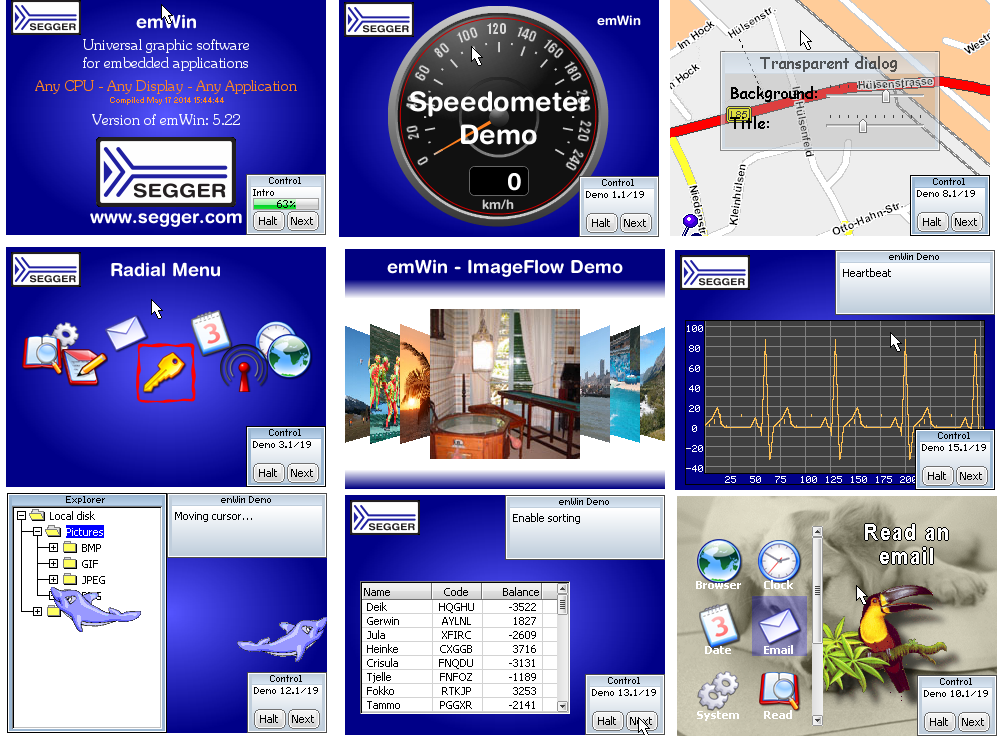 SEGGER
emWin
Universal graphic software
for embedded applications
Any CPU - Any Display - Any Application
Compiled May 17 2014 15:44:44
Version of emWin: 5.22
SEGGER
www.segger.com
Control
Intro
63%
Halt Next
SEGGER
emWin
0 20 40 60 80 100 120 140 160 180 200 220 240
Speedometer
Demo
0
km/h
Control
Demo 1.1/19
Halt Next
Im Hock
Hülsenstr.
Westr
Im Hock
Transparent dialog
Hülsenstrasse
Background:
L85
Title:
Hülsenfeld
Kleinhülsen
Niedenstr
Otto-Hahn-Str.
Control
Demo 8.1/19
Halt Next
SEGGER
Radial Menu
3
Control
Demo 3.1/19
Halt Next
emWin - ImageFlow Demo
SEGGER
emWin Demo
Heartbeat
100
80
60
40
20
0
-20
-40
25 50 75 100 125 150 175 200
Control
Demo 15.1/19
Halt Next
Explorer
Local disk
Pictures
BMP
GIF
JPEG
emWin Demo
Moving cursor...
Control
Demo 12.1/19
Halt Next
SEGGER
emWin Demo
Enable sorting
Name Code Balance
Deik HQGHU -3522
Gerwin AYLNL 1827
Jula XFIRC -2609
Heinke CXGGB 3716
Crisula FNQDU -3131
Tjelle FNFOZ -1189
Fokko RTKJP 3253
Tammo PGGXR -2141
Control
Demo 13.1/19
Halt Next
Read an
email
Browser Clock
3
Date Email
System Read
Control
Demo 10.1/19
Halt Next